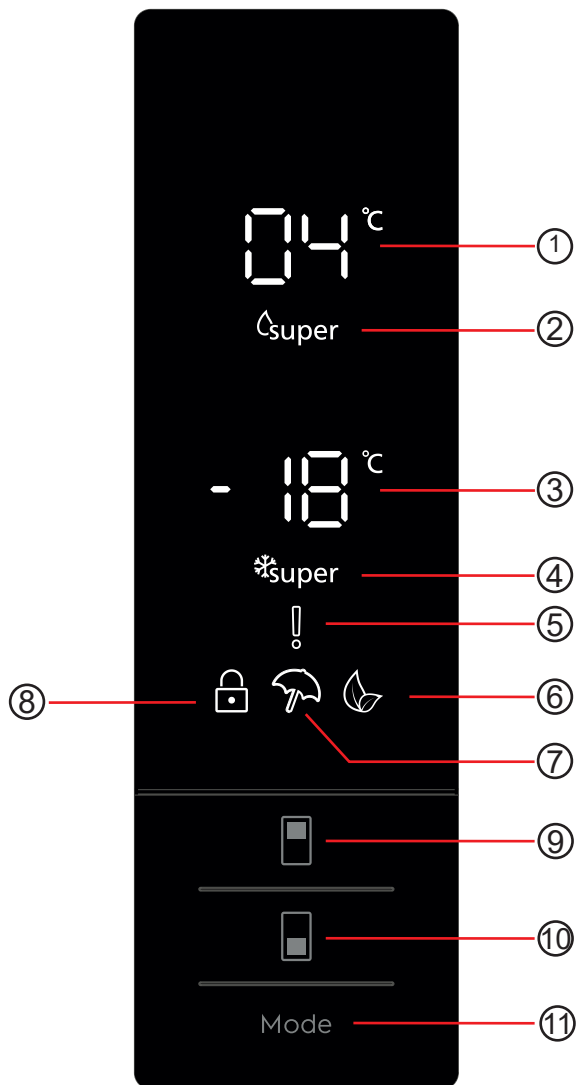 04 °C
①
super
②
-18 °C
③
super
④
⑤
⑧
⑥
⑦
⑨
⑩
Mode
⑪